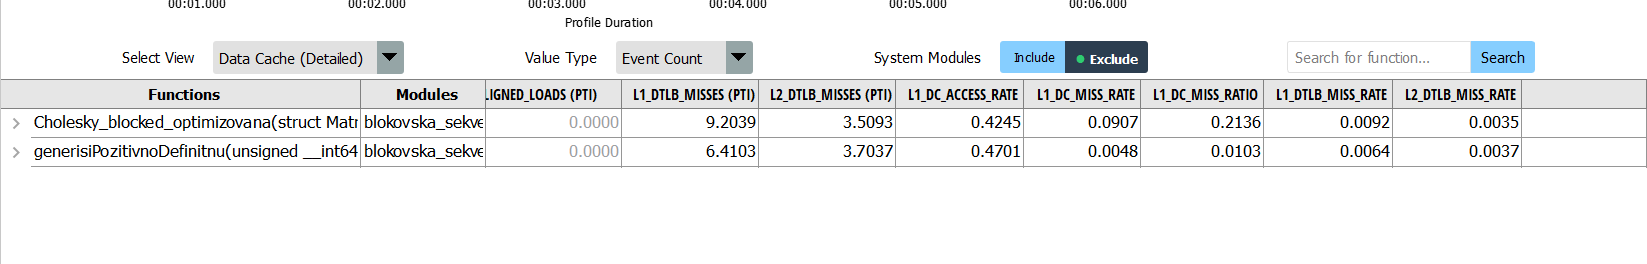 00:01.000 00:02.000 00:03.000 00:04.000 00:05.000 00:06.000
Profile Duration
Select View Data Cache (Detailed) Value Type Event Count System Modules Include Exclude Search for function... Search
Functions Modules IGNED_LOADS (PTI) L1_DTLB_MISSES (PTI) L2_DTLB_MISSES (PTI) L1_DC_ACCESS_RATE L1_DC_MISS_RATE L1_DC_MISS_RATIO L1_DTLB_MISS_RATE L2_DTLB_MISS_RATE
Cholesky_blocked_optimizovana(struct Matr blokovska_sekve 0.0000 9.2039 3.5093 0.4245 0.0907 0.2136 0.0092 0.0035
generisiPozitivnoDefinitnu(unsigned __int64 blokovska_sekve 0.0000 6.4103 3.7037 0.4701 0.0048 0.0103 0.0064 0.0037